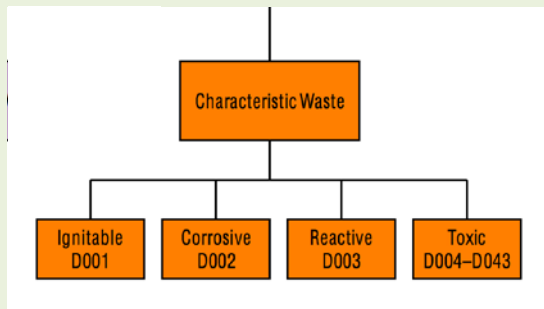 Characteristic Waste
Ignitable
D001
Corrosive
D002
Reactive
D003
Toxic
D004–D043